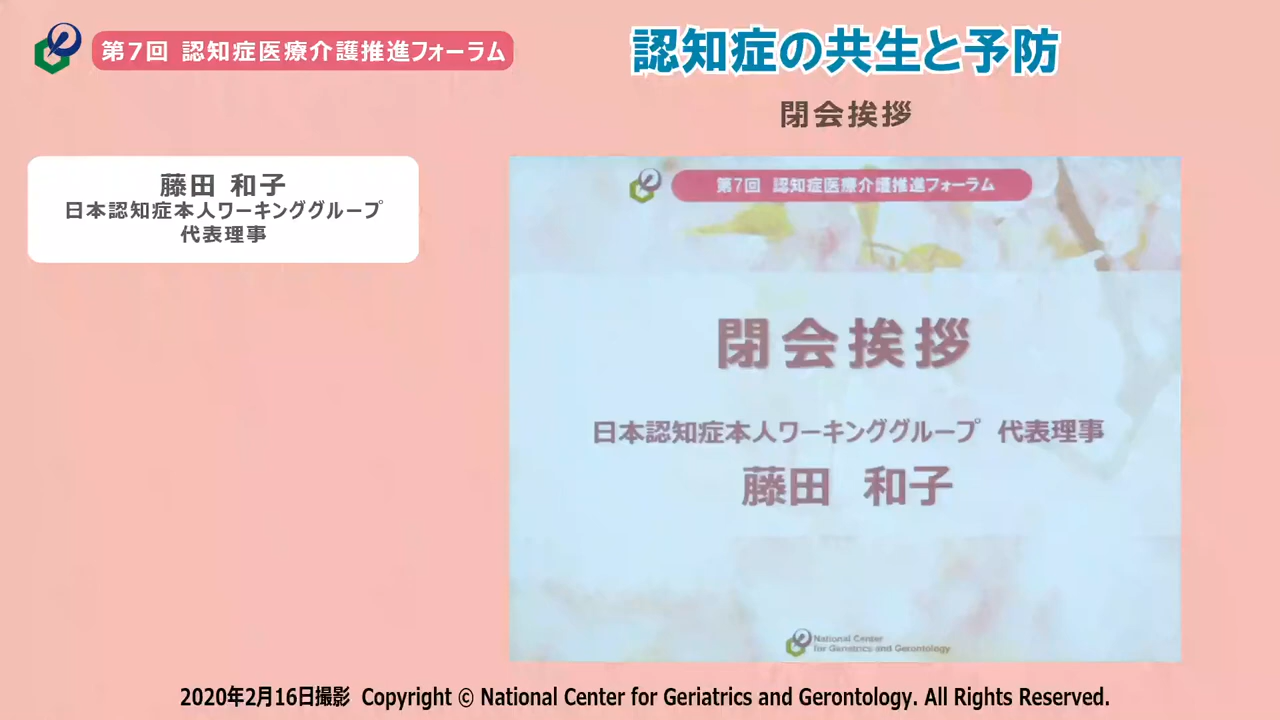 第7回 認知症医療介護推進フォーラム
認知症の共生と予防
閉会挨拶
藤田 和子
日本認知症本人ワーキンググループ
代表理事
第7回 認知症医療介護推進フォーラム
閉会挨拶
日本認知症本人ワーキンググループ 代表理事
藤田 和子
National Center
for Geriatrics and Gerontology
2020年2月16日撮影 Copyright © National Center for Geriatrics and Gerontology. All Rights Reserved.